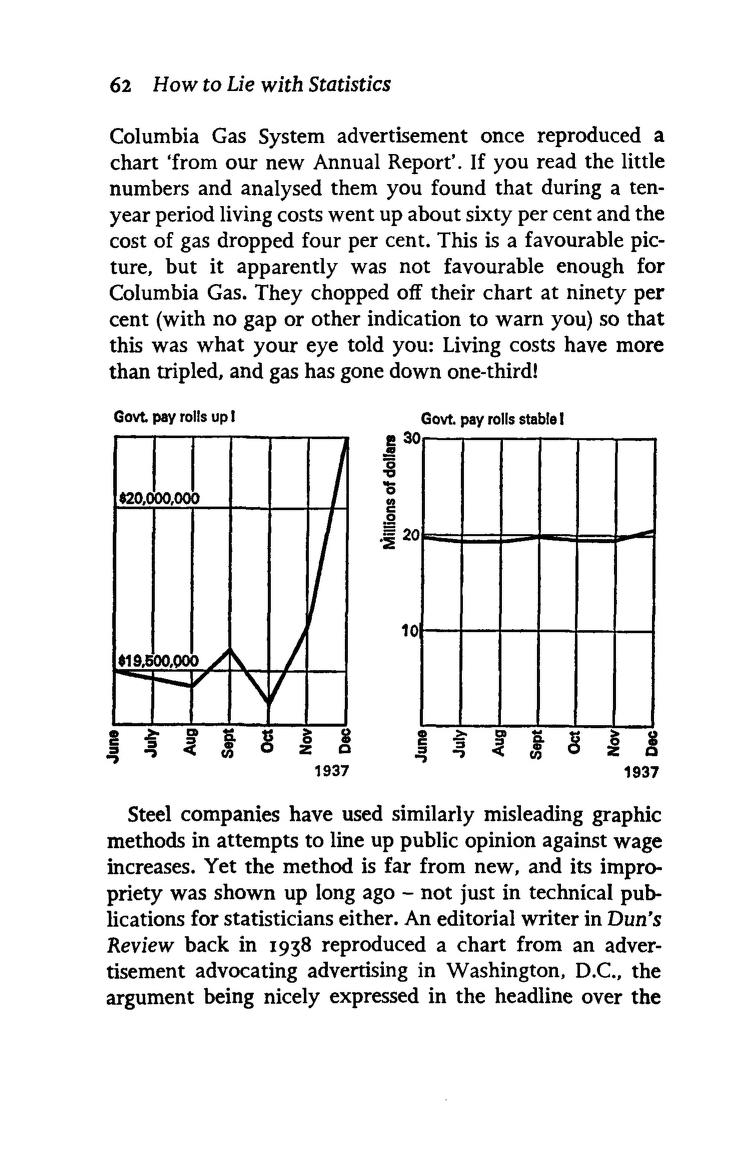 62 How to Lie with Statistics
Columbia Gas System advertisement once reproduced a
chart ‘from our new Annual Report’. If you read the little
numbers and analysed them you found that during a ten-
year period living costs went up about sixty per cent and the
cost of gas dropped four per cent. This is a favourable pic-
ture, but it apparently was not favourable enough for
Columbia Gas. They chopped off their chart at ninety per
cent (with no gap or other indication to warn you) so that
this was what your eye told you: Living costs have more
than tripled, and gas has gone down one-third!
Govt. pay rolls up!
$20,000,000
$19,500,000
June
July
Aug
Sept
Oct
Nov
Dec
1937
Govt. pay rolls stable!
Millions of dollars
30
20
10
June
July
Aug
Sept
Oct
Nov
Dec
1937
Steel companies have used similarly misleading graphic
methods in attempts to line up public opinion against wage
increases. Yet the method is far from new, and its impro-
priety was shown up long ago – not just in technical pub-
lications for statisticians either. An editorial writer in Dun's
Review back in 1938 reproduced a chart from an adver-
tisement advocating advertising in Washington, D.C., the
argument being nicely expressed in the headline over the